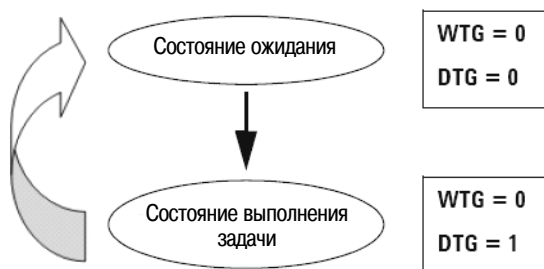 Состояние ожидания
WTG = 0
DTG = 0
Состояние выполнения
задачи
WTG = 0
DTG = 1